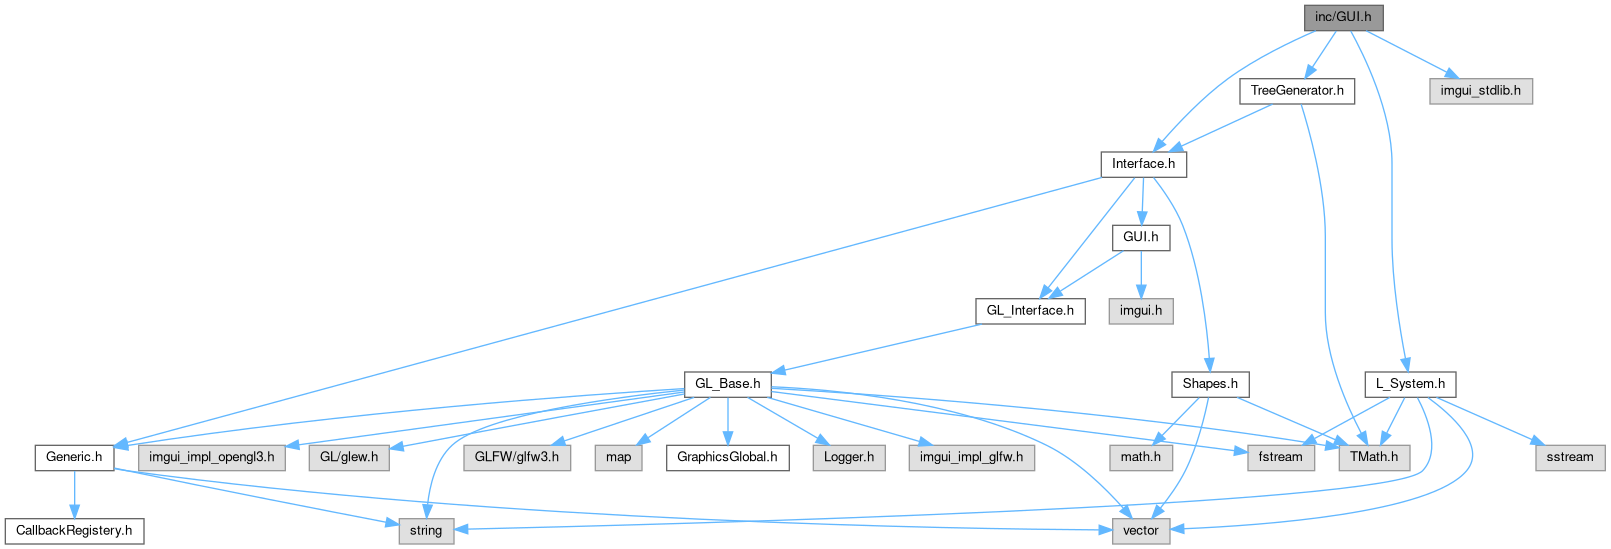 inc/GUI.h
TreeGenerator.h
imgui_stdlib.h
Interface.h
GUI.h
GL_Interface.h
imgui.h
GL_Base.h
Shapes.h
L_System.h
Generic.h
imgui_impl_opengl3.h
GL/glew.h
GLFW/glfw3.h
map
GraphicsGlobal.h
Logger.h
imgui_impl_glfw.h
math.h
fstream
TMath.h
sstream
CallbackRegistery.h
string
vector